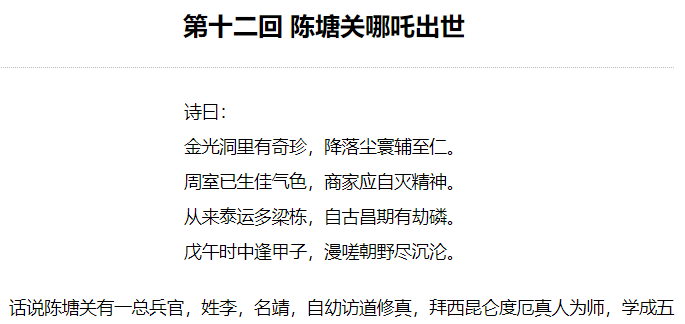 第十二回 陈塘关哪吒出世
诗曰：
金光洞里有奇珍，降落尘寰辅至仁。
周室已生佳气色，商家应自灭精神。
从来泰运多梁栋，自古昌期有劫磷。
戊午时中逢甲子，漫嗟朝野尽沉沦。
话说陈塘关有一总兵官，姓李，名靖，自幼访道修真，拜西昆仑度厄真人为师，学成五